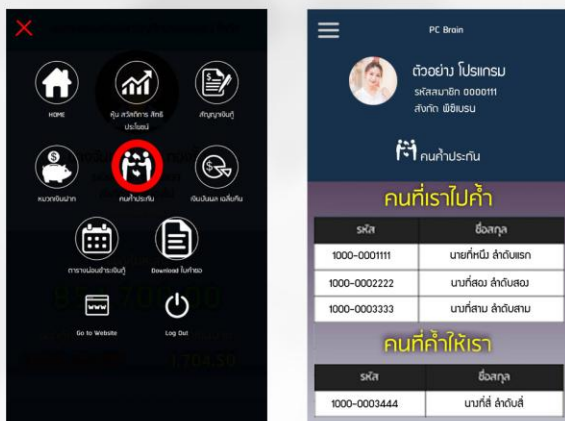 HOME
หุ้น สวัสดิการ สิทธิ
ประโยชน์
สัญญาเงินกู้
หมวดเงินฝาก
คนค้ำประกัน
เงินปันผล เฉลี่ยคืน
ตารางผ่อนชำระเงินกู้
Download ใบคำขอ
Go to Website
Log Out
PC Brain
ตัวอย่าง โปรแกรม
รหัสสมาชิก 0000111
สังกัด พีซีเบรน
คนค้ำประกัน
คนที่เราไปค้ำ
รหัส ชื่อสกุล
1000-0001111 นายที่หนึ่ง ลำดับแรก
1000-0002222 นางที่สอง ลำดับสอง
1000-0003333 นางที่สาม ลำดับสาม
คนที่ค้ำให้เรา
รหัส ชื่อสกุล
1000-0003444 นางที่สี่ ลำดับสี่